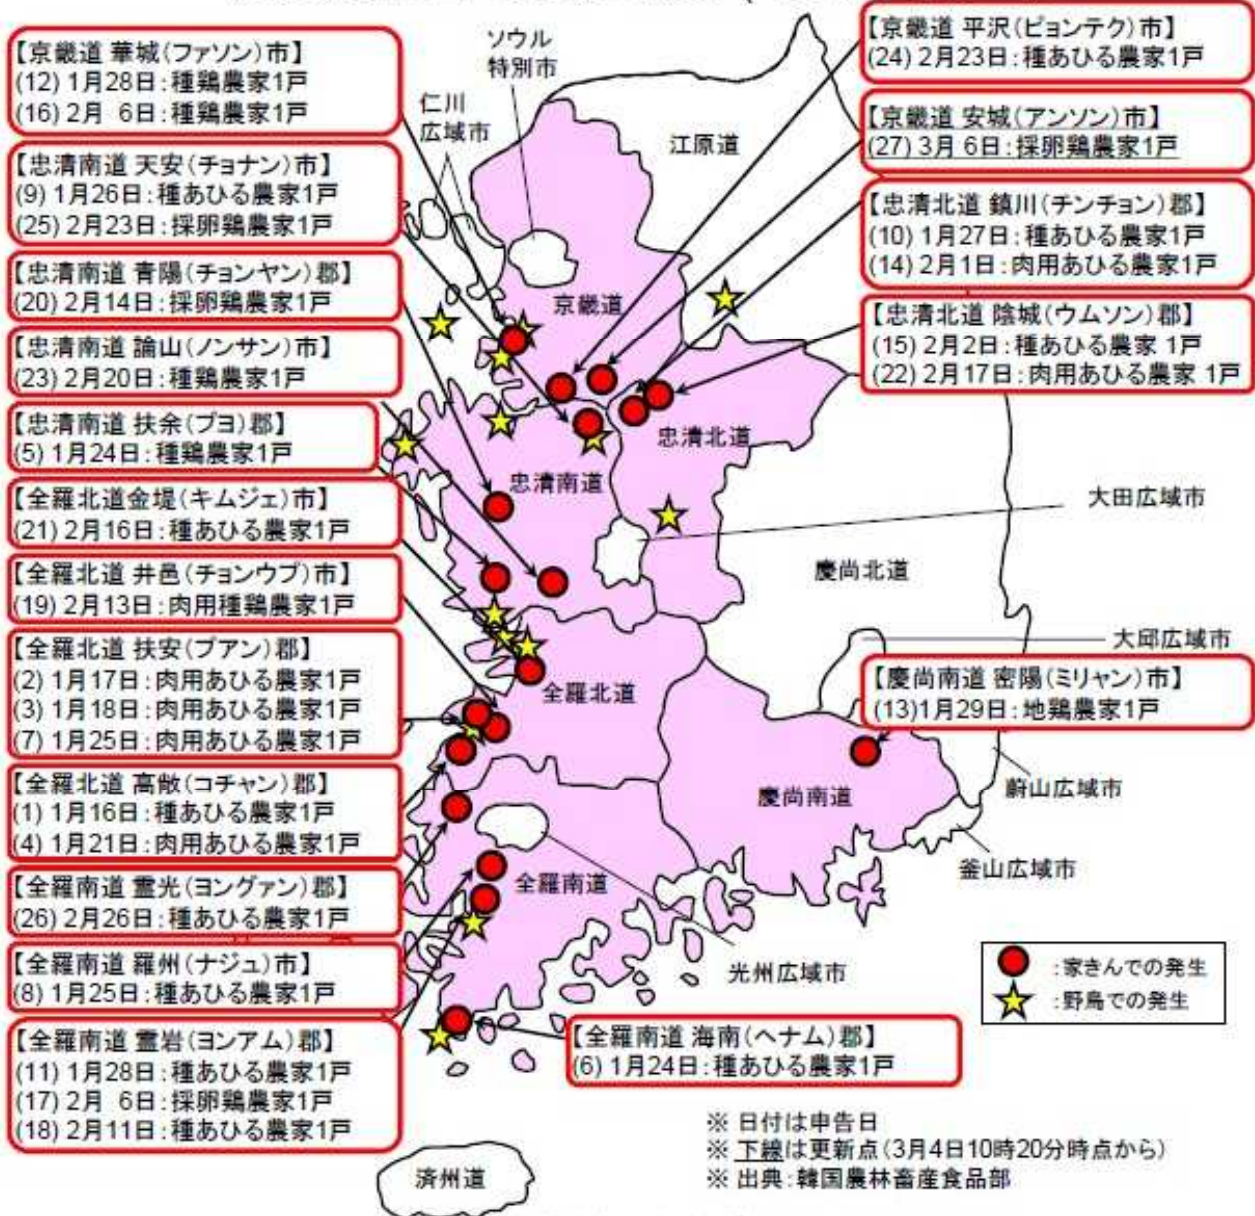 【京畿道 華城(ファソン)市】
(12) 1月28日:種鶏農家1戸
(16) 2月 6日:種鶏農家1戸
【忠清南道 天安(チョナン)市】
(9) 1月26日:種あひる農家1戸
(25) 2月23日:採卵鶏農家1戸
【忠清南道 青陽(チョンヤン)郡】
(20) 2月14日:採卵鶏農家1戸
【忠清南道 論山(ノンサン)市】
(23) 2月20日:種鶏農家1戸
【忠清南道 扶余(プヨ)郡】
(5) 1月24日:種鶏農家1戸
【全羅北道金堤(キムジェ)市】
(21) 2月16日:種あひる農家1戸
【全羅北道 井邑(チョンウプ)市】
(19) 2月13日:肉用種鶏農家1戸
【全羅北道 扶安(プアン)郡】
(2) 1月17日:肉用あひる農家1戸
(3) 1月18日:肉用あひる農家1戸
(7) 1月25日:肉用あひる農家1戸
【全羅北道 高敞(コチャン)郡】
(1) 1月16日:種あひる農家1戸
(4) 1月21日:肉用あひる農家1戸
【全羅南道 霊光(ヨングァン)郡】
(26) 2月26日:種あひる農家1戸
【全羅南道 羅州(ナジュ)市】
(8) 1月25日:種あひる農家1戸
【全羅南道 霊岩(ヨンアム)郡】
(11) 1月28日:種あひる農家1戸
(17) 2月 6日:採卵鶏農家1戸
(18) 2月11日:種あひる農家1戸
ソウル
特別市
仁川
広域市
江原道
京畿道
忠清北道
忠清南道
大田広域市
慶尚北道
大邱広域市
全羅北道
慶尚南道
蔚山広域市
釜山広域市
全羅南道
光州広域市
済州道
【京畿道 平沢(ピョンテク)市】
(24) 2月23日:種あひる農家1戸
【京畿道 安城(アンソン)市】
(27) 3月 6日:採卵鶏農家1戸
【忠清北道 鎮川(チンチョン)郡】
(10) 1月27日:種あひる農家1戸
(14) 2月1日:肉用あひる農家1戸
【忠清北道 陰城(ウムソン)郡】
(15) 2月2日:種あひる農家 1戸
(22) 2月17日:肉用あひる農家 1戸
【慶尚南道 密陽(ミリャン)市】
(13)1月29日:地鶏農家1戸
【全羅南道 海南(ヘナム)郡】
(6) 1月24日:種あひる農家1戸
:家きんでの発生
:野鳥での発生
※ 日付は申告日
※ 下線は更新点(3月4日10時20分時点から)
※ 出典:韓国農林畜産食品部